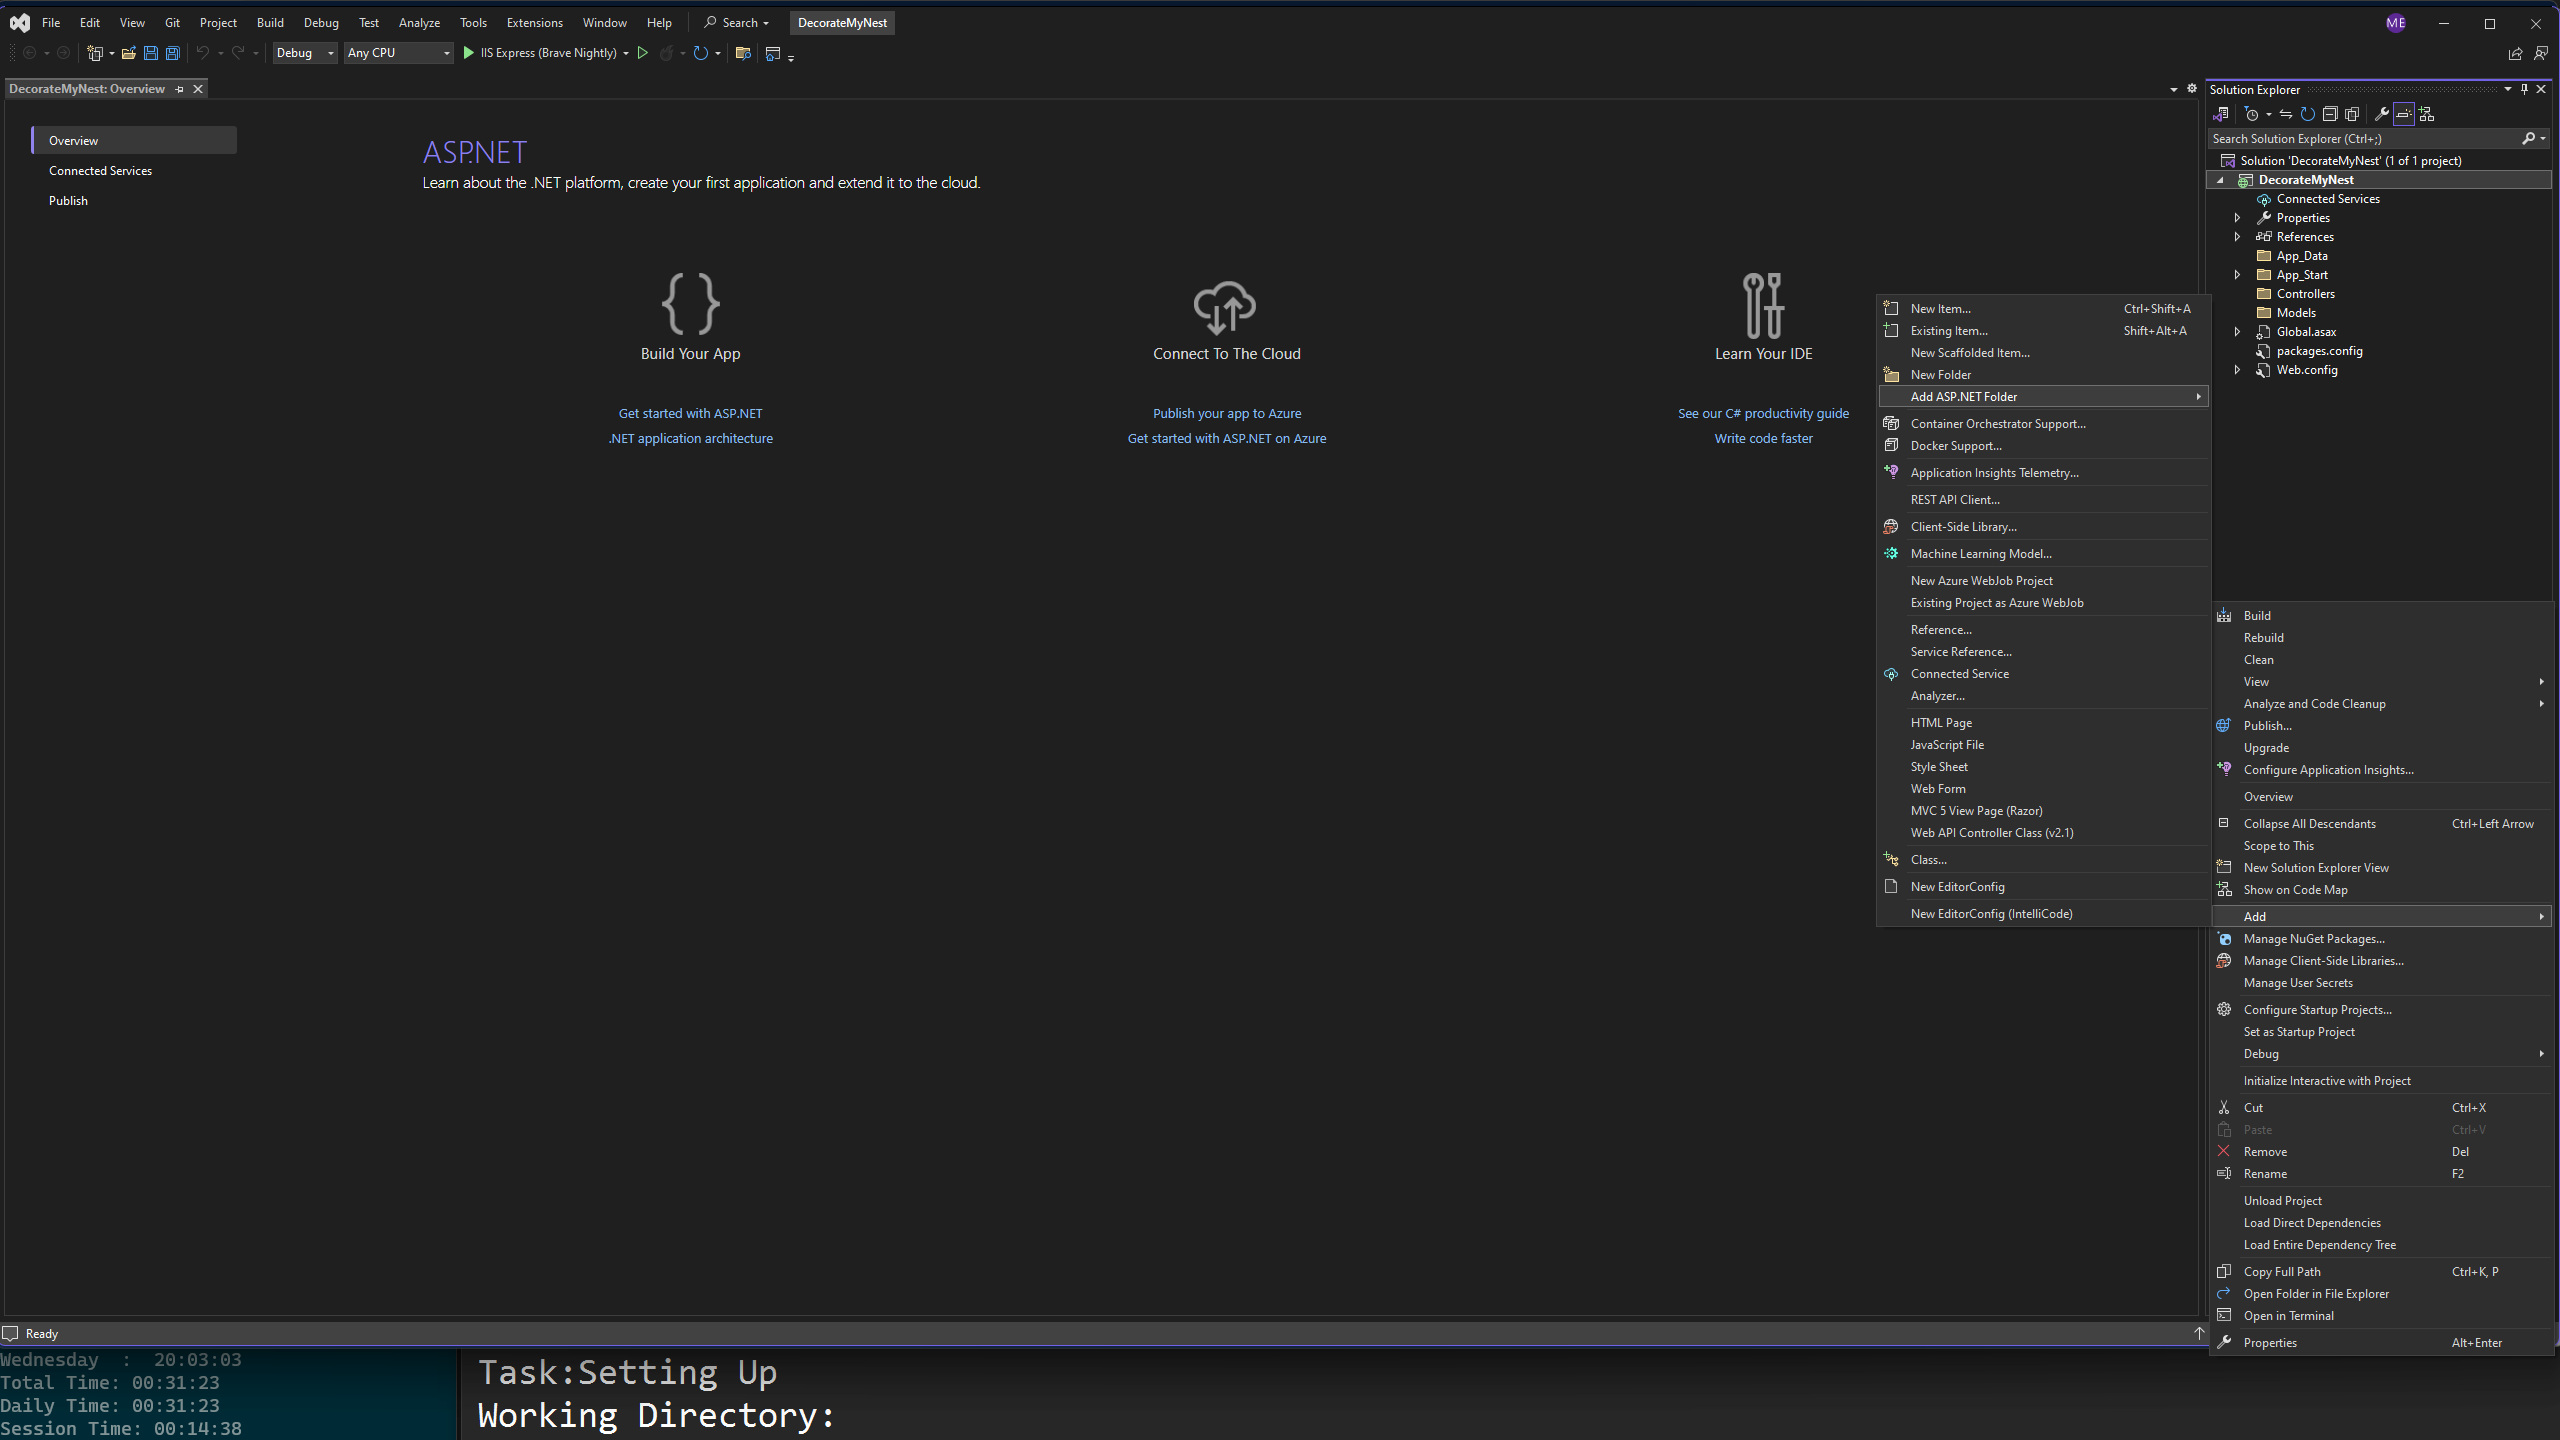 File Edit View Git Project Build Debug Test Analyze Tools Extensions Window Help Search DecorateMyNest ME
Debug Any CPU IIS Express (Brave Nightly)
DecorateMyNest: Overview
Overview
Connected Services
Publish
ASP.NET
Learn about the .NET platform, create your first application and extend it to the cloud.
Build Your App
Get started with ASP.NET
.NET application architecture
Connect To The Cloud
Publish your app to Azure
Get started with ASP.NET on Azure
Learn Your IDE
See our C# productivity guide
Write code faster
Solution Explorer
Search Solution Explorer (Ctrl+;)
Solution 'DecorateMyNest' (1 of 1 project)
DecorateMyNest
Connected Services
Properties
References
App_Data
App_Start
Controllers
Models
Global.asax
packages.config
Web.config
New Item... Ctrl+Shift+A
Existing Item... Shift+Alt+A
New Scaffolded Item...
New Folder
Add ASP.NET Folder
Container Orchestrator Support...
Docker Support...
Application Insights Telemetry...
REST API Client...
Client-Side Library...
Machine Learning Model...
New Azure WebJob Project
Existing Project as Azure WebJob
Reference...
Service Reference...
Connected Service
Analyzer...
HTML Page
JavaScript File
Style Sheet
Web Form
MVC 5 View Page (Razor)
Web API Controller Class (v2.1)
Class...
New EditorConfig
New EditorConfig (IntelliCode)
Build
Rebuild
Clean
View
Analyze and Code Cleanup
Publish...
Upgrade
Configure Application Insights...
Overview
Collapse All Descendants Ctrl+Left Arrow
Scope to This
New Solution Explorer View
Show on Code Map
Add
Manage NuGet Packages...
Manage Client-Side Libraries...
Manage User Secrets
Configure Startup Projects...
Set as Startup Project
Debug
Initialize Interactive with Project
Cut Ctrl+X
Paste Ctrl+V
Remove Del
Rename F2
Unload Project
Load Direct Dependencies
Load Entire Dependency Tree
Copy Full Path Ctrl+K, P
Open Folder in File Explorer
Open in Terminal
Properties Alt+Enter
Ready
Wednesday : 20:03:03
Total Time: 00:31:23
Daily Time: 00:31:23
Session Time: 00:14:38
Task:Setting Up
Working Directory: